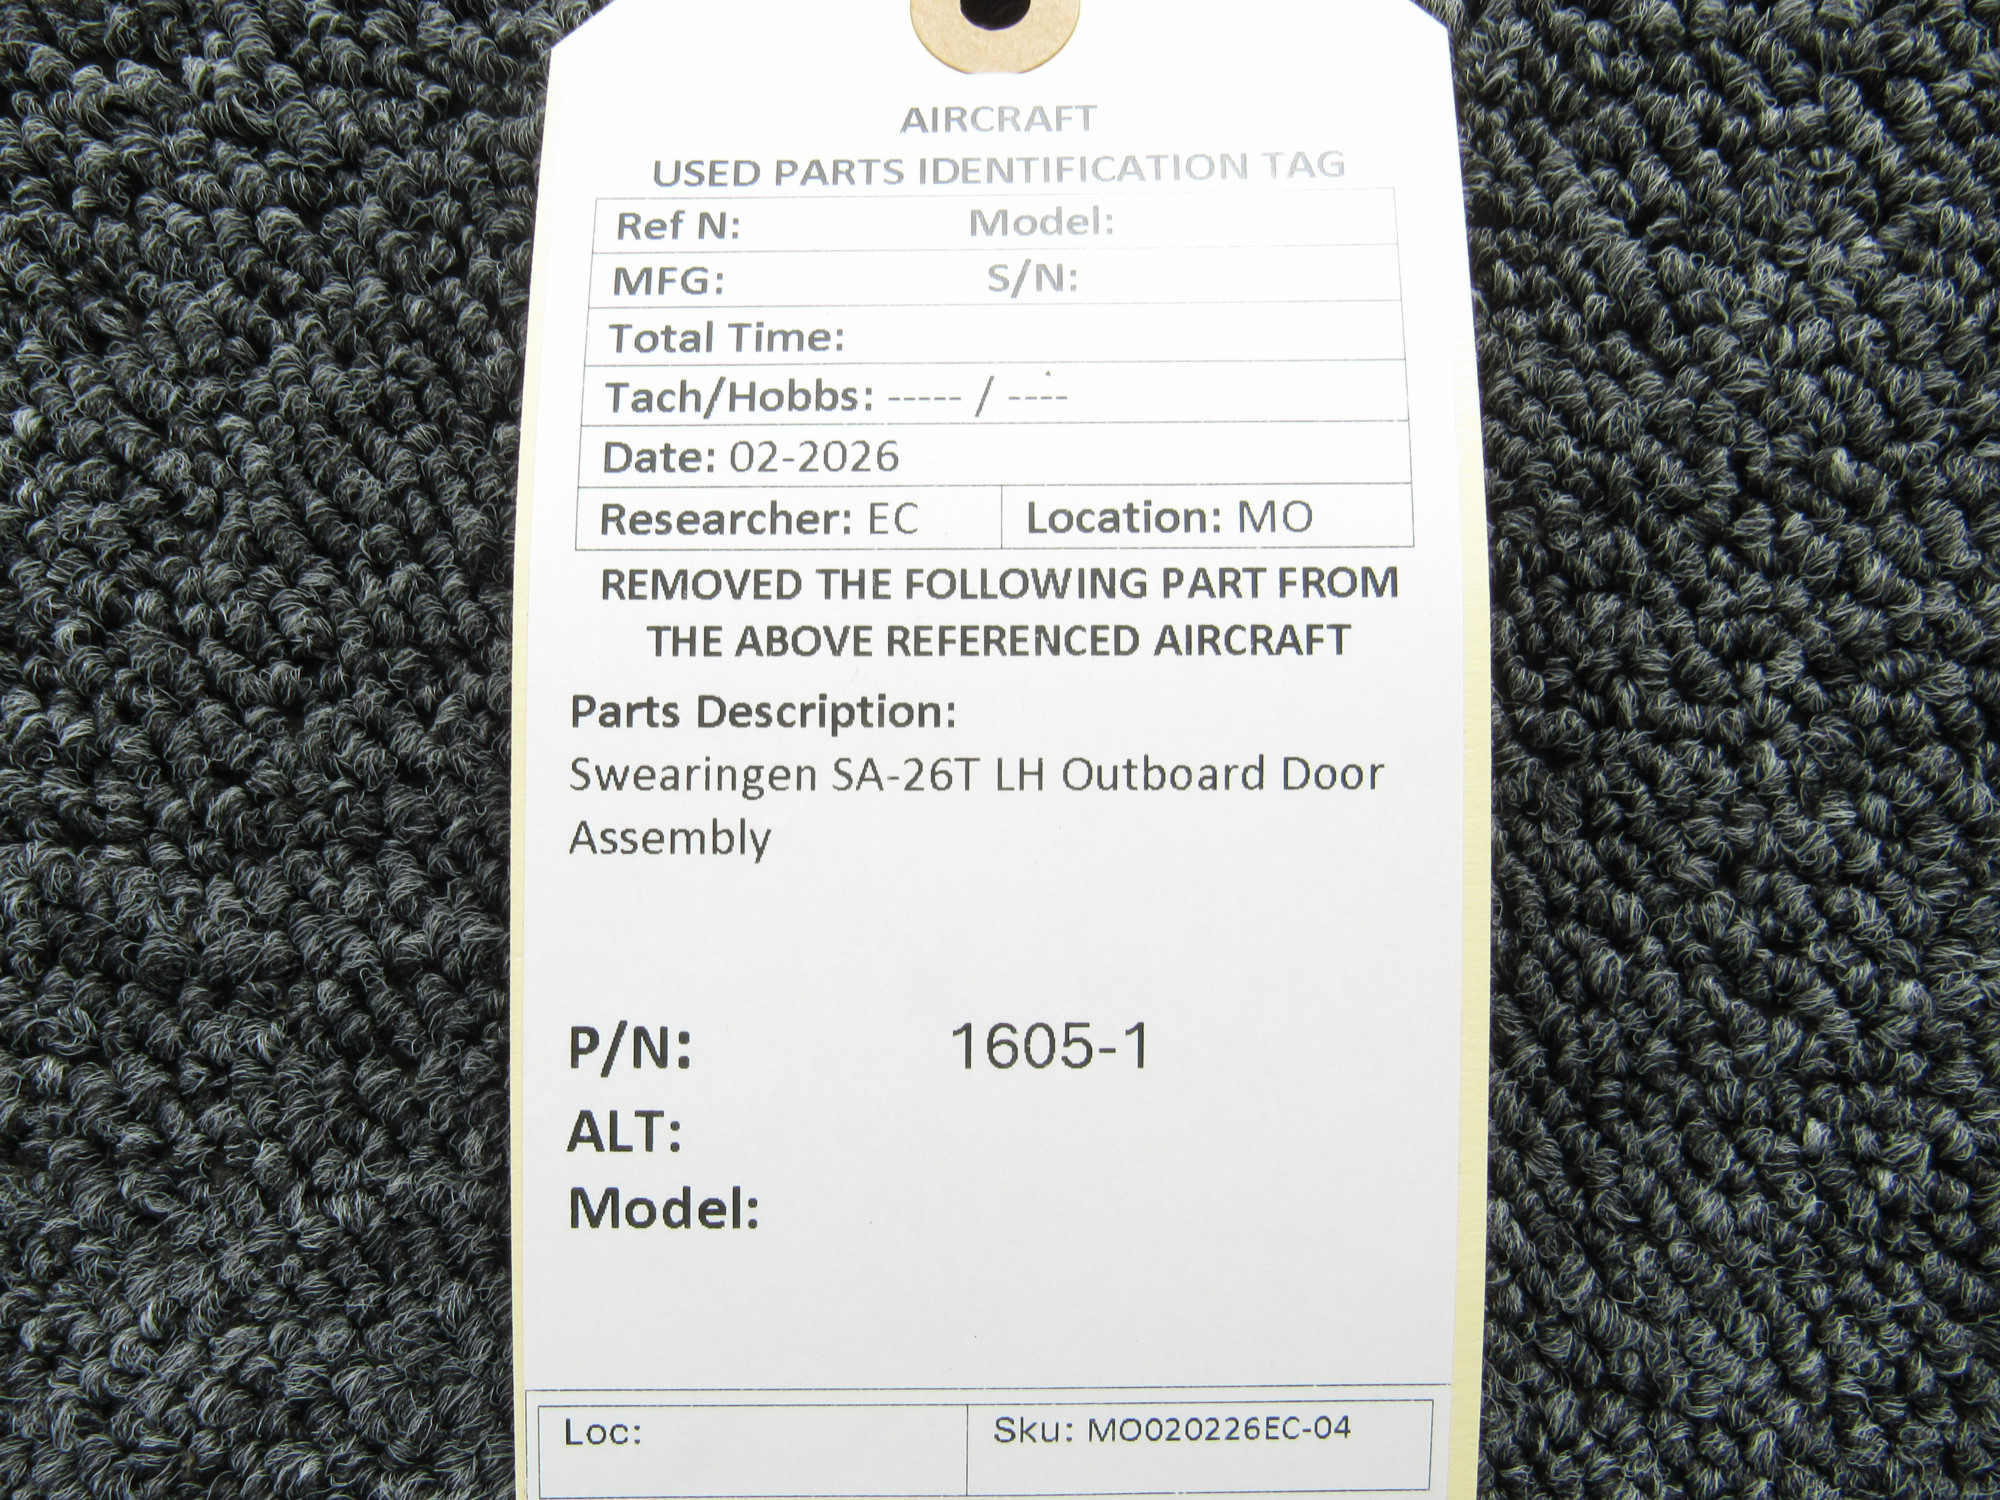 AIRCRAFT
USED PARTS IDENTIFICATION TAG
Ref N: Model:
MFG: S/N:
Total Time:
Tach/Hobbs: ----- / ----
Date: 02-2026
Researcher: EC Location: MO
REMOVED THE FOLLOWING PART FROM
THE ABOVE REFERENCED AIRCRAFT
Parts Description:
Swearingen SA-26T LH Outboard Door
Assembly
P/N: 1605-1
ALT:
Model:
Loc: Sku: MO020226EC-04